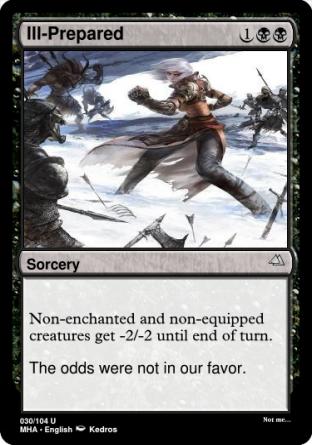 Ill-Prepared 1
Sorcery
Non-enchanted and non-equipped
creatures get -2/-2 until end of turn.
The odds were not in our favor.
030/104 U
Not me...
MHA • English Kedros